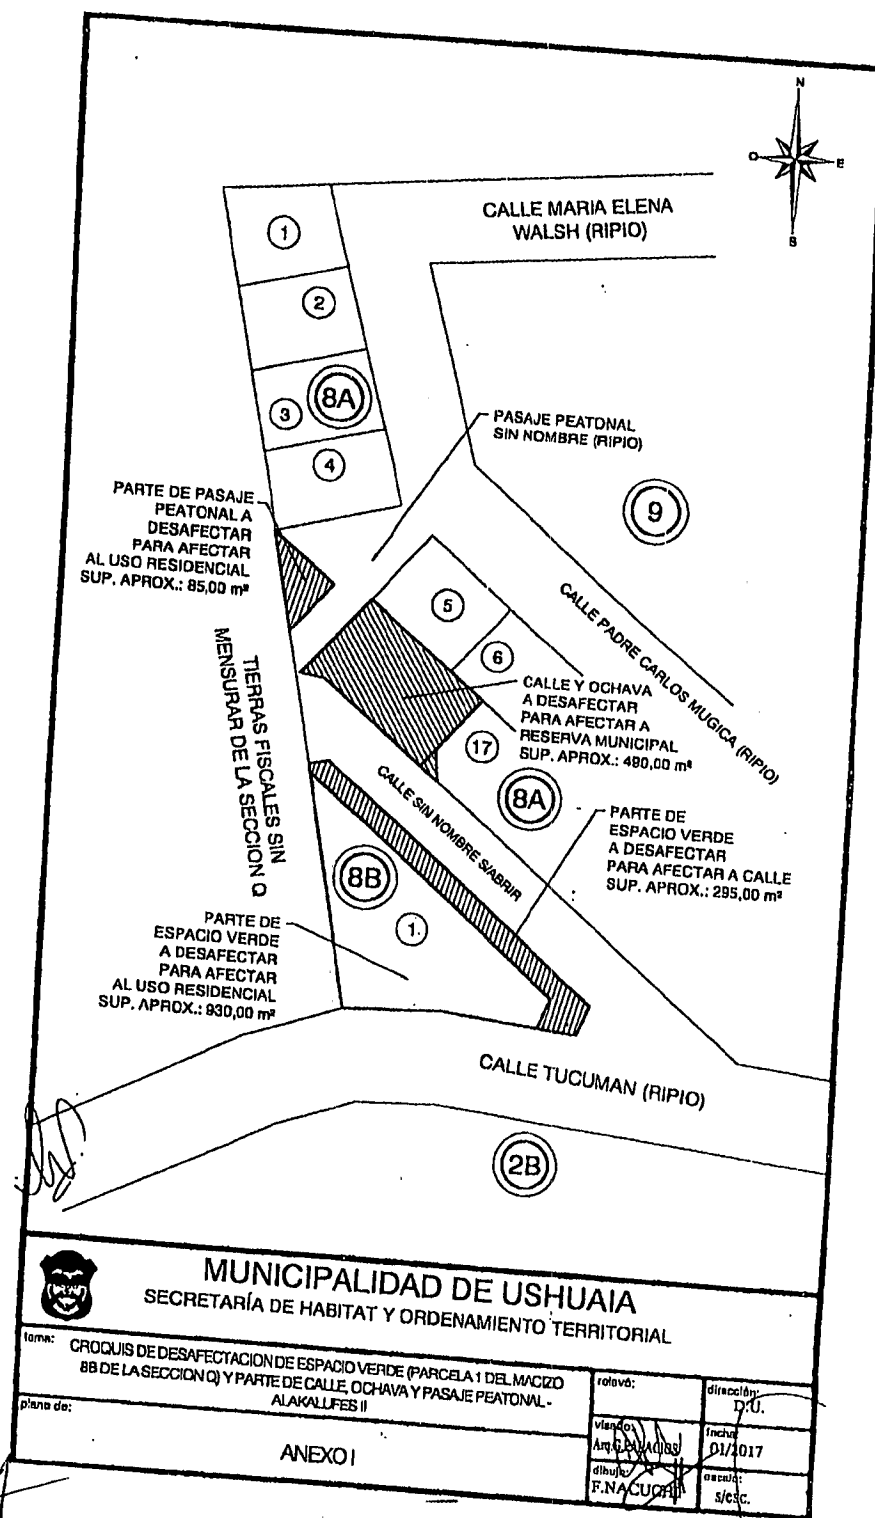 N
O
E
S
CALLE MARIA ELENA
WALSH (RIPIO)
1
2
3
8A
4
PASAJE PEATONAL
SIN NOMBRE (RIPIO)
9
PARTE DE PASAJE
PEATONAL A
DESAFECTAR
PARA AFECTAR
AL USO RESIDENCIAL
SUP. APROX.: 85,00 m²
5
6
CALLE PADRE CARLOS MUGICA (RIPIO)
TIERRAS FISCALES SIN
MENSURAR DE LA SECCION Q
CALLE Y OCHAVA
A DESAFECTAR
PARA AFECTAR A
RESERVA MUNICIPAL
SUP. APROX.: 490,00 m²
17
8A
CALLE SIN NOMBRE S/ABRIR
PARTE DE
ESPACIO VERDE
A DESAFECTAR
PARA AFECTAR A CALLE
SUP. APROX.: 295,00 m²
8B
1
PARTE DE
ESPACIO VERDE
A DESAFECTAR
PARA AFECTAR
AL USO RESIDENCIAL
SUP. APROX.: 930,00 m²
CALLE TUCUMAN (RIPIO)
2B
MUNICIPALIDAD DE USHUAIA
SECRETARÍA DE HABITAT Y ORDENAMIENTO TERRITORIAL
tema:
CROQUIS DE DESAFECTACION DE ESPACIO VERDE (PARCELA 1 DEL MACIZO
8B DE LA SECCION Q) Y PARTE DE CALLE, OCHAVA Y PASAJE PEATONAL -
ALAKALUFES II
plano de:
ANEXO I
relevó:
dirección:
D.U.
visado:
Arq.G.PALACIOS
fecha:
01/2017
dibujo:
F.NACUCHI
escala:
s/esc.